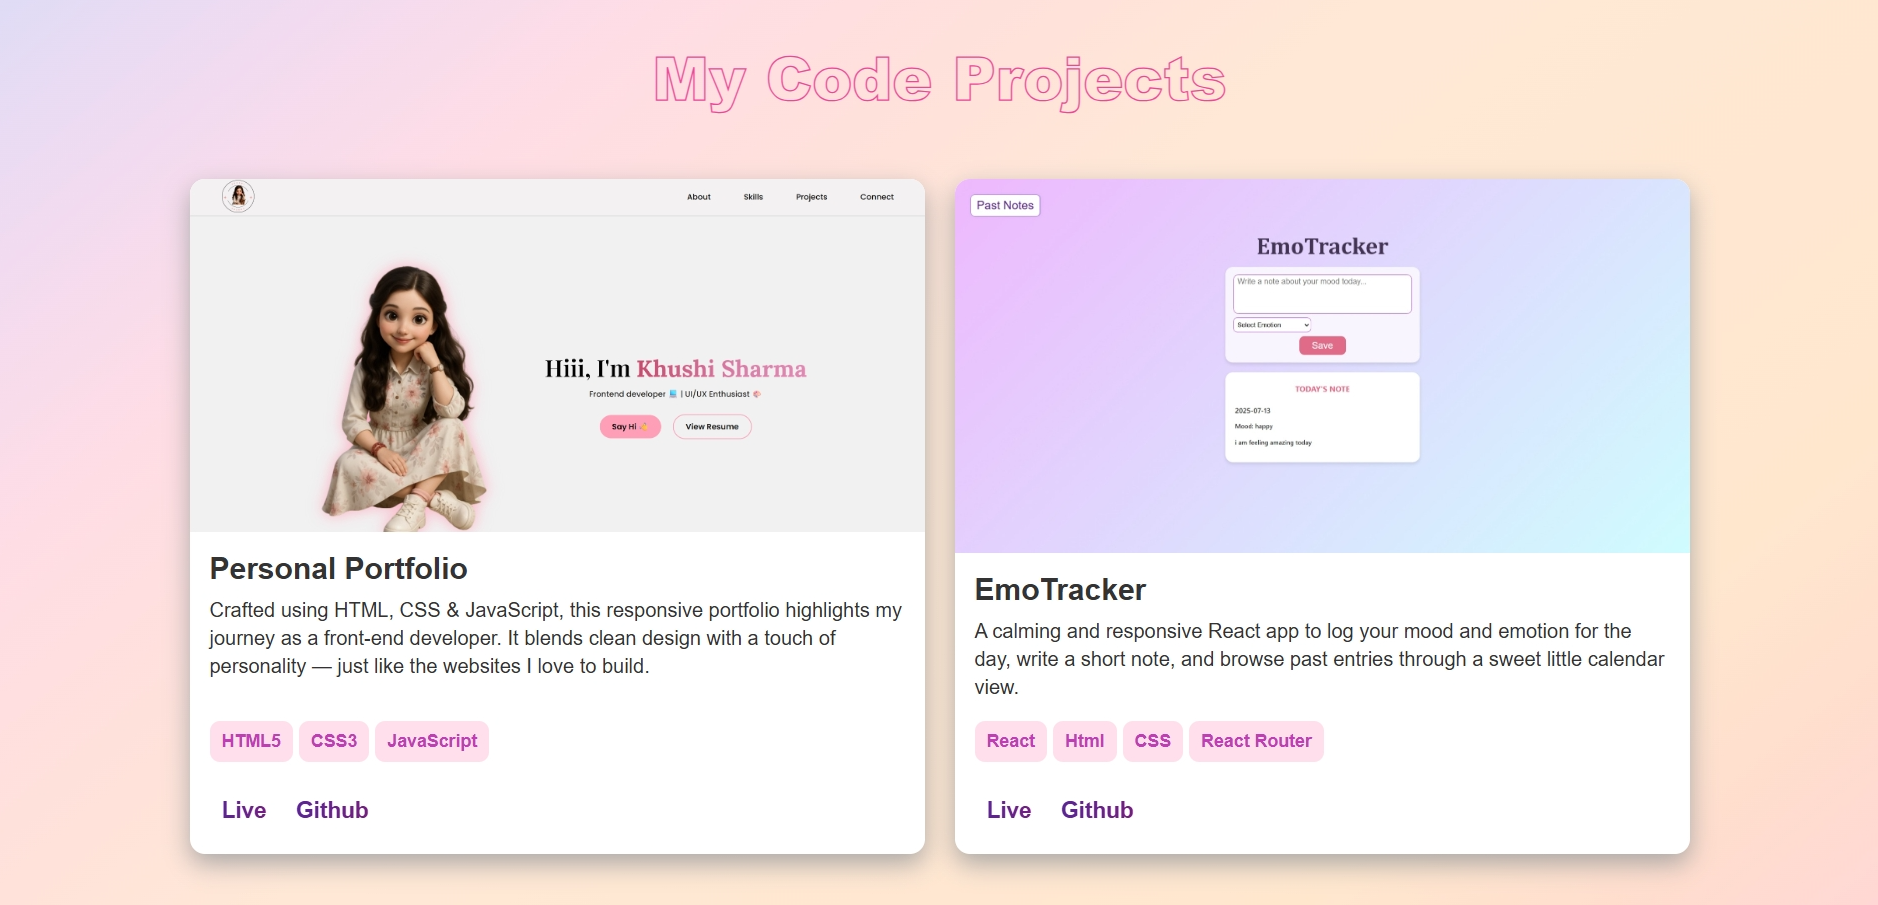 My Code Projects
About Skills Projects Connect
Hiii, I'm Khushi Sharma
Frontend developer | UI/UX Enthusiast
Say Hi
View Resume
Personal Portfolio
Crafted using HTML, CSS & JavaScript, this responsive portfolio highlights my
journey as a front-end developer. It blends clean design with a touch of
personality — just like the websites I love to build.
HTML5 CSS3 JavaScript
Live Github
Past Notes
EmoTracker
Write a note about your mood today...
Select Emotion
Save
TODAY'S NOTE
2025-07-13
Mood: happy
i am feeling amazing today
EmoTracker
A calming and responsive React app to log your mood and emotion for the
day, write a short note, and browse past entries through a sweet little calendar
view.
React Html CSS React Router
Live Github